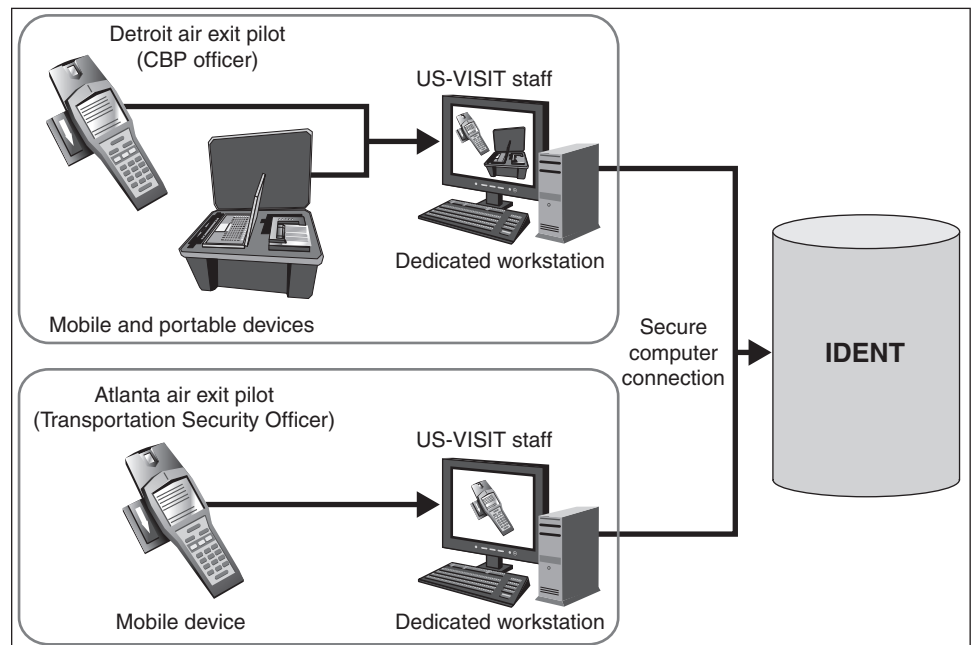 Detroit air exit pilot
(CBP officer)
US-VISIT staff
Dedicated workstation
Mobile and portable devices
Secure
computer
connection
IDENT
Atlanta air exit pilot
(Transportation Security Officer)
US-VISIT staff
Mobile device
Dedicated workstation